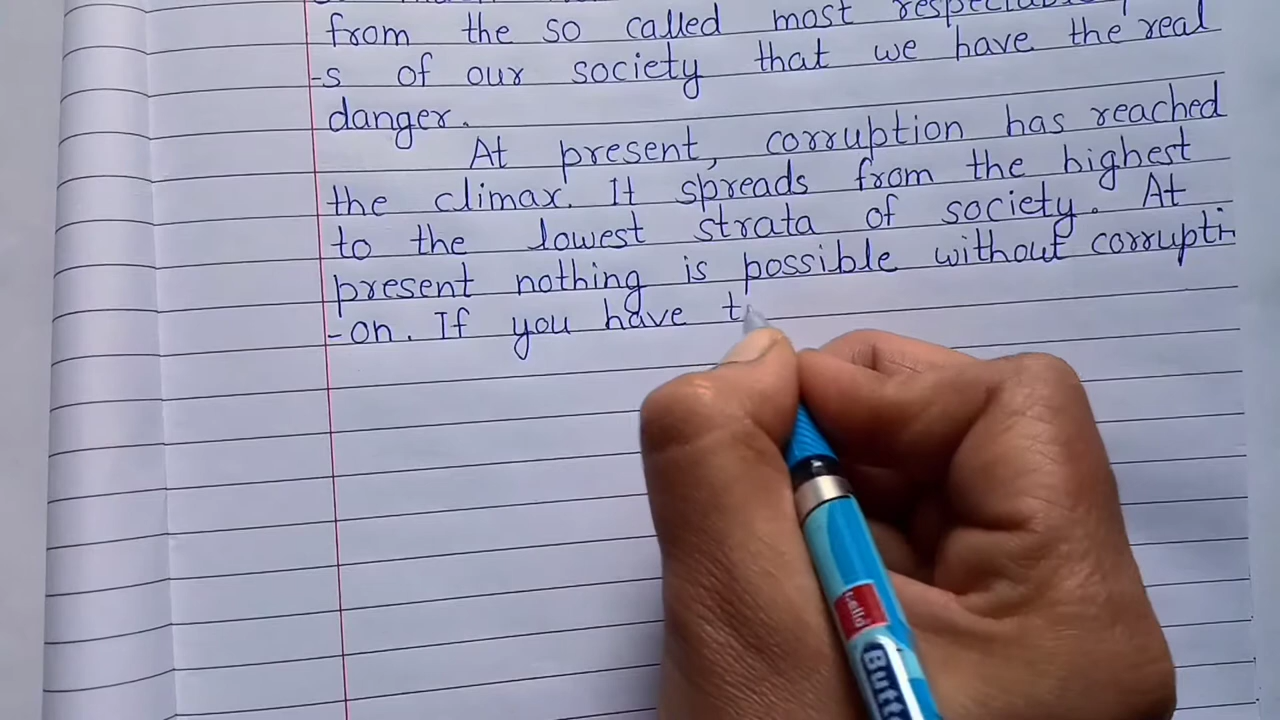 from the so called most
-s of our society that we have the real
danger.
At present, corruption has reached
the climax. It spreads from the highest
to the lowest strata of society. At
present nothing is possible without corrupti
-on. If you have t
cello
Butt